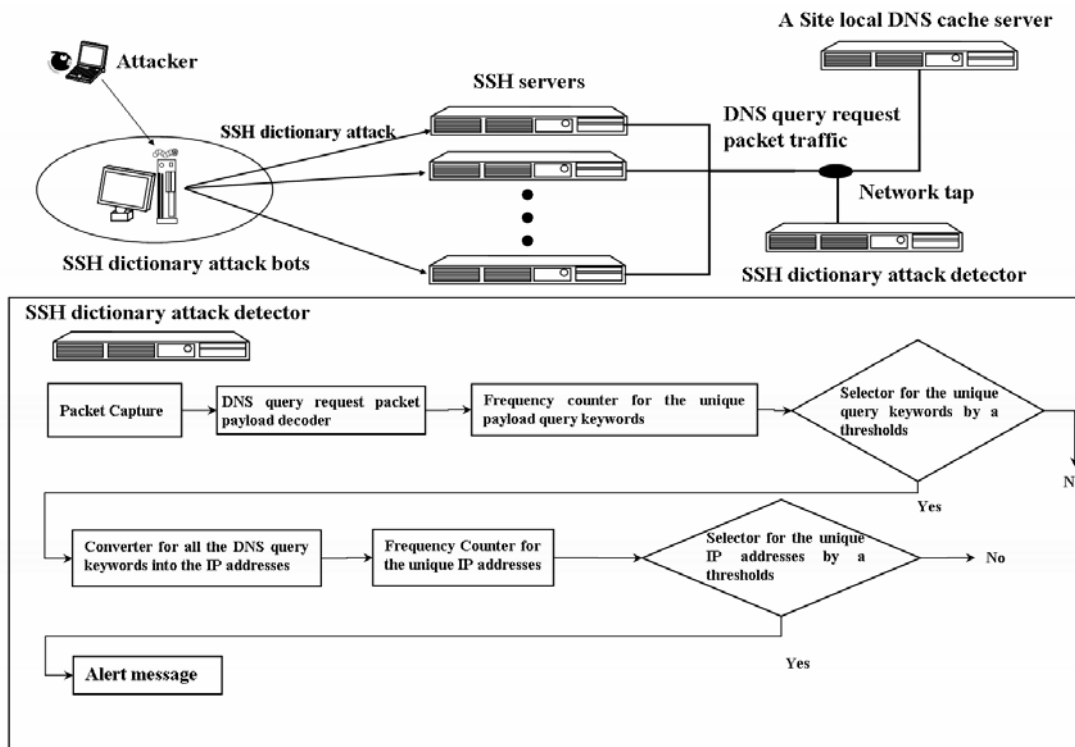 A Site local DNS cache server
Attacker
SSH servers
DNS query request
packet traffic
SSH dictionary attack
Network tap
SSH dictionary attack bots
SSH dictionary attack detector
SSH dictionary attack detector
Packet Capture
DNS query request packet
payload decoder
Frequency counter for the unique
payload query keywords
Selector for the unique
query keywords by a
thresholds
N
Yes
Converter for all the DNS query
keywords into the IP addresses
Frequency Counter for
the unique IP addresses
Selector for the unique
IP addresses by a
thresholds
No
Yes
Alert message